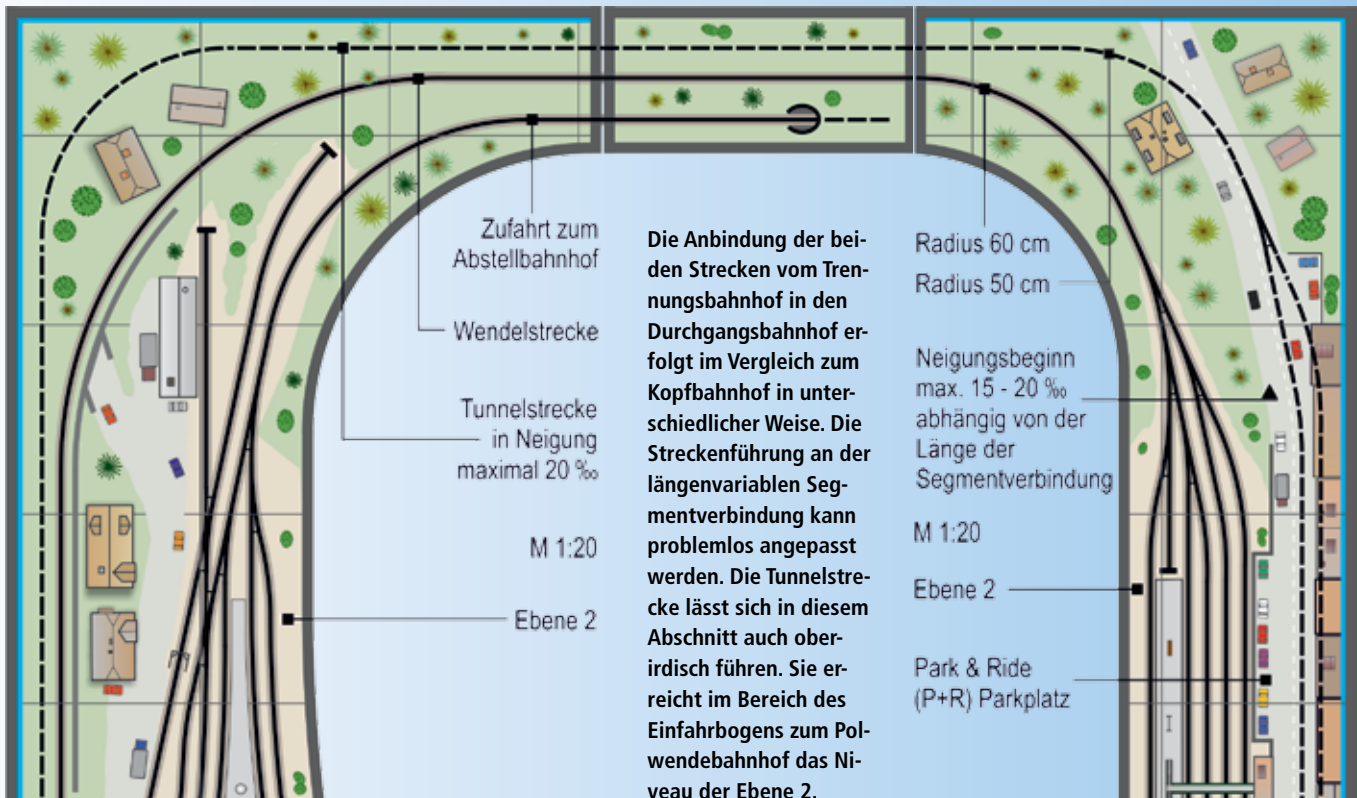 Zufahrt zum
Abstellbahnhof
Wendelstrecke
Tunnelstrecke
in Neigung
maximal 20 ‰
M 1:20
Ebene 2
Die Anbindung der bei-
den Strecken vom Tren-
nungsbahnhof in den
Durchgangsbahnhof er-
folgt im Vergleich zum
Kopfbahnhof in unter-
schiedlicher Weise. Die
Streckenführung an der
längenvariablen Seg-
mentverbindung kann
problemlos angepasst
werden. Die Tunnelstre-
cke lässt sich in diesem
Abschnitt auch ober-
irdisch führen. Sie er-
reicht im Bereich des
Einfahrbogens zum Pol-
wendebahnhof das Ni-
veau der Ebene 2.
Radius 60 cm
Radius 50 cm
Neigungsbeginn
max. 15 - 20 ‰
abhängig von der
Länge der
Segmentverbindung
M 1:20
Ebene 2
Park & Ride
(P+R) Parkplatz